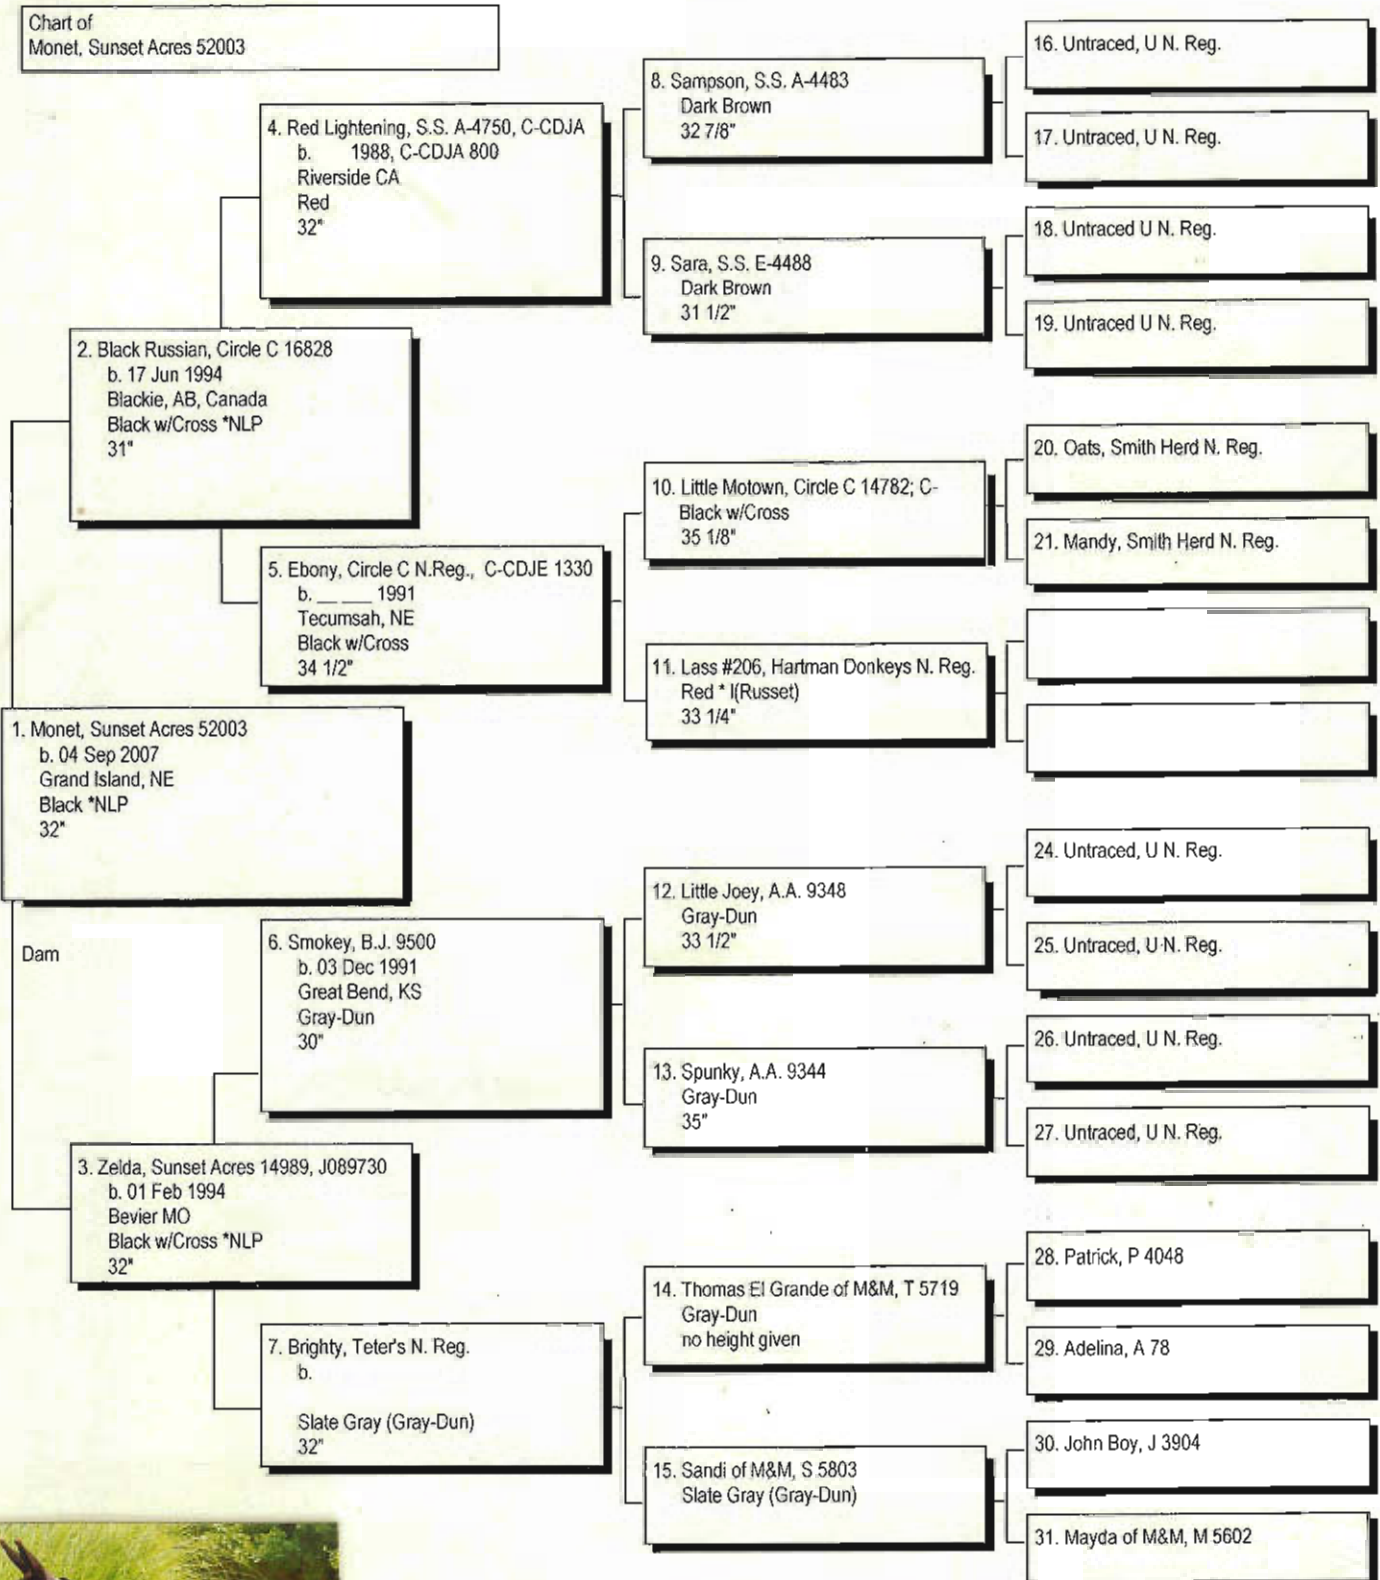 Chart of
Monet, Sunset Acres 52003
1. Monet, Sunset Acres 52003
b. 04 Sep 2007
Grand Island, NE
Black *NLP
32"
Dam
2. Black Russian, Circle C 16828
b. 17 Jun 1994
Blackie, AB, Canada
Black w/Cross *NLP
31"
3. Zelda, Sunset Acres 14989, J089730
b. 01 Feb 1994
Bevier MO
Black w/Cross *NLP
32"
4. Red Lightening, S.S. A-4750, C-CDJA
b. 1988, C-CDJA 800
Riverside CA
Red
32"
5. Ebony, Circle C N.Reg., C-CDJE 1330
b. __ ___ 1991
Tecumsah, NE
Black w/Cross
34 1/2"
6. Smokey, B.J. 9500
b. 03 Dec 1991
Great Bend, KS
Gray-Dun
30"
7. Brighty, Teter's N. Reg.
b.
Slate Gray (Gray-Dun)
32"
8. Sampson, S.S. A-4483
Dark Brown
32 7/8"
9. Sara, S.S. E-4488
Dark Brown
31 1/2"
10. Little Motown, Circle C 14782; C-
Black w/Cross
35 1/8"
11. Lass #206, Hartman Donkeys N. Reg.
Red * I(Russet)
33 1/4"
12. Little Joey, A.A. 9348
Gray-Dun
33 1/2"
13. Spunky, A.A. 9344
Gray-Dun
35"
14. Thomas El Grande of M&M, T 5719
Gray-Dun
no height given
15. Sandi of M&M, S 5803
Slate Gray (Gray-Dun)
16. Untraced, U N. Reg.
17. Untraced, U N. Reg.
18. Untraced U N. Reg.
19. Untraced U N. Reg.
20. Oats, Smith Herd N. Reg.
21. Mandy, Smith Herd N. Reg.
24. Untraced, U N. Reg.
25. Untraced, U N. Reg.
26. Untraced, U N. Reg.
27. Untraced, U N. Reg.
28. Patrick, P 4048
29. Adelina, A 78
30. John Boy, J 3904
31. Mayda of M&M, M 5602